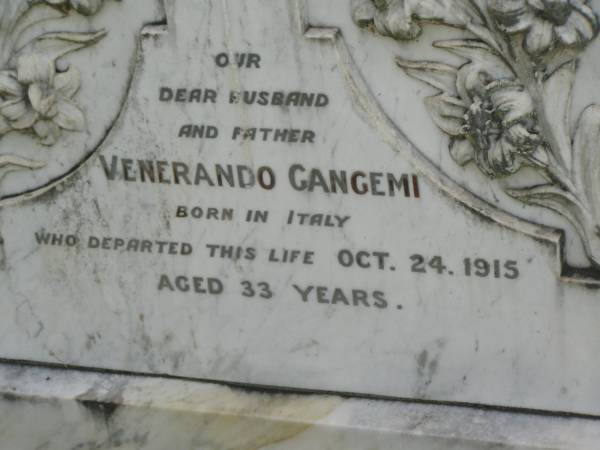 OUR
DEAR HUSBAND
AND FATHER
VENERANDO GANGEMI
BORN IN ITALY
WHO DEPARTED THIS LIFE OCT. 24. 1915
AGED 33 YEARS.